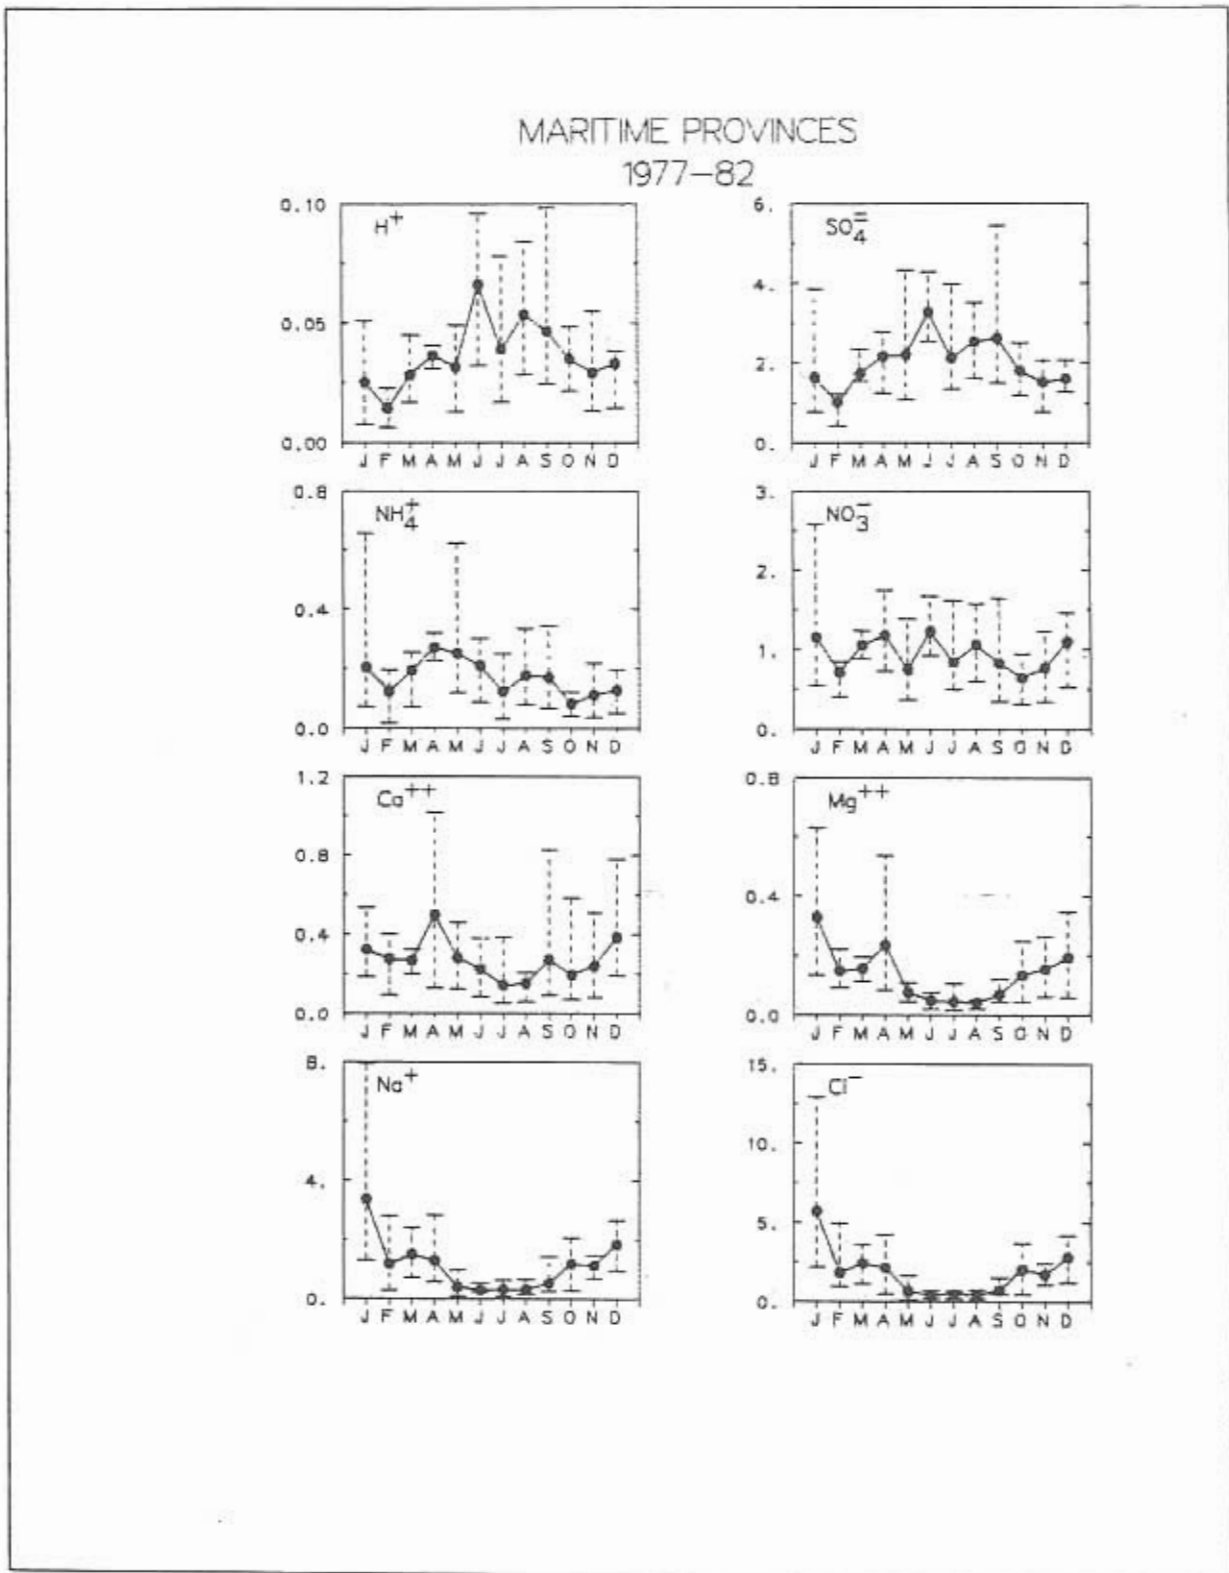 MARITIME PROVINCES
1977-82
H+
0.10
0.05
0.00
J F M A M J J A S O N D
SO4=
6.
4.
2.
0.
J F M A M J J A S O N D
NH4+
0.8
0.4
0.0
J F M A M J J A S O N D
NO3-
3.
2.
1.
0.
J F M A M J J A S O N D
Ca++
1.2
0.8
0.4
0.0
J F M A M J J A S O N D
Mg++
0.8
0.4
0.0
J F M A M J J A S O N D
Na+
8.
4.
0.
J F M A M J J A S O N D
Cl-
15.
10.
5.
0.
J F M A M J J A S O N D